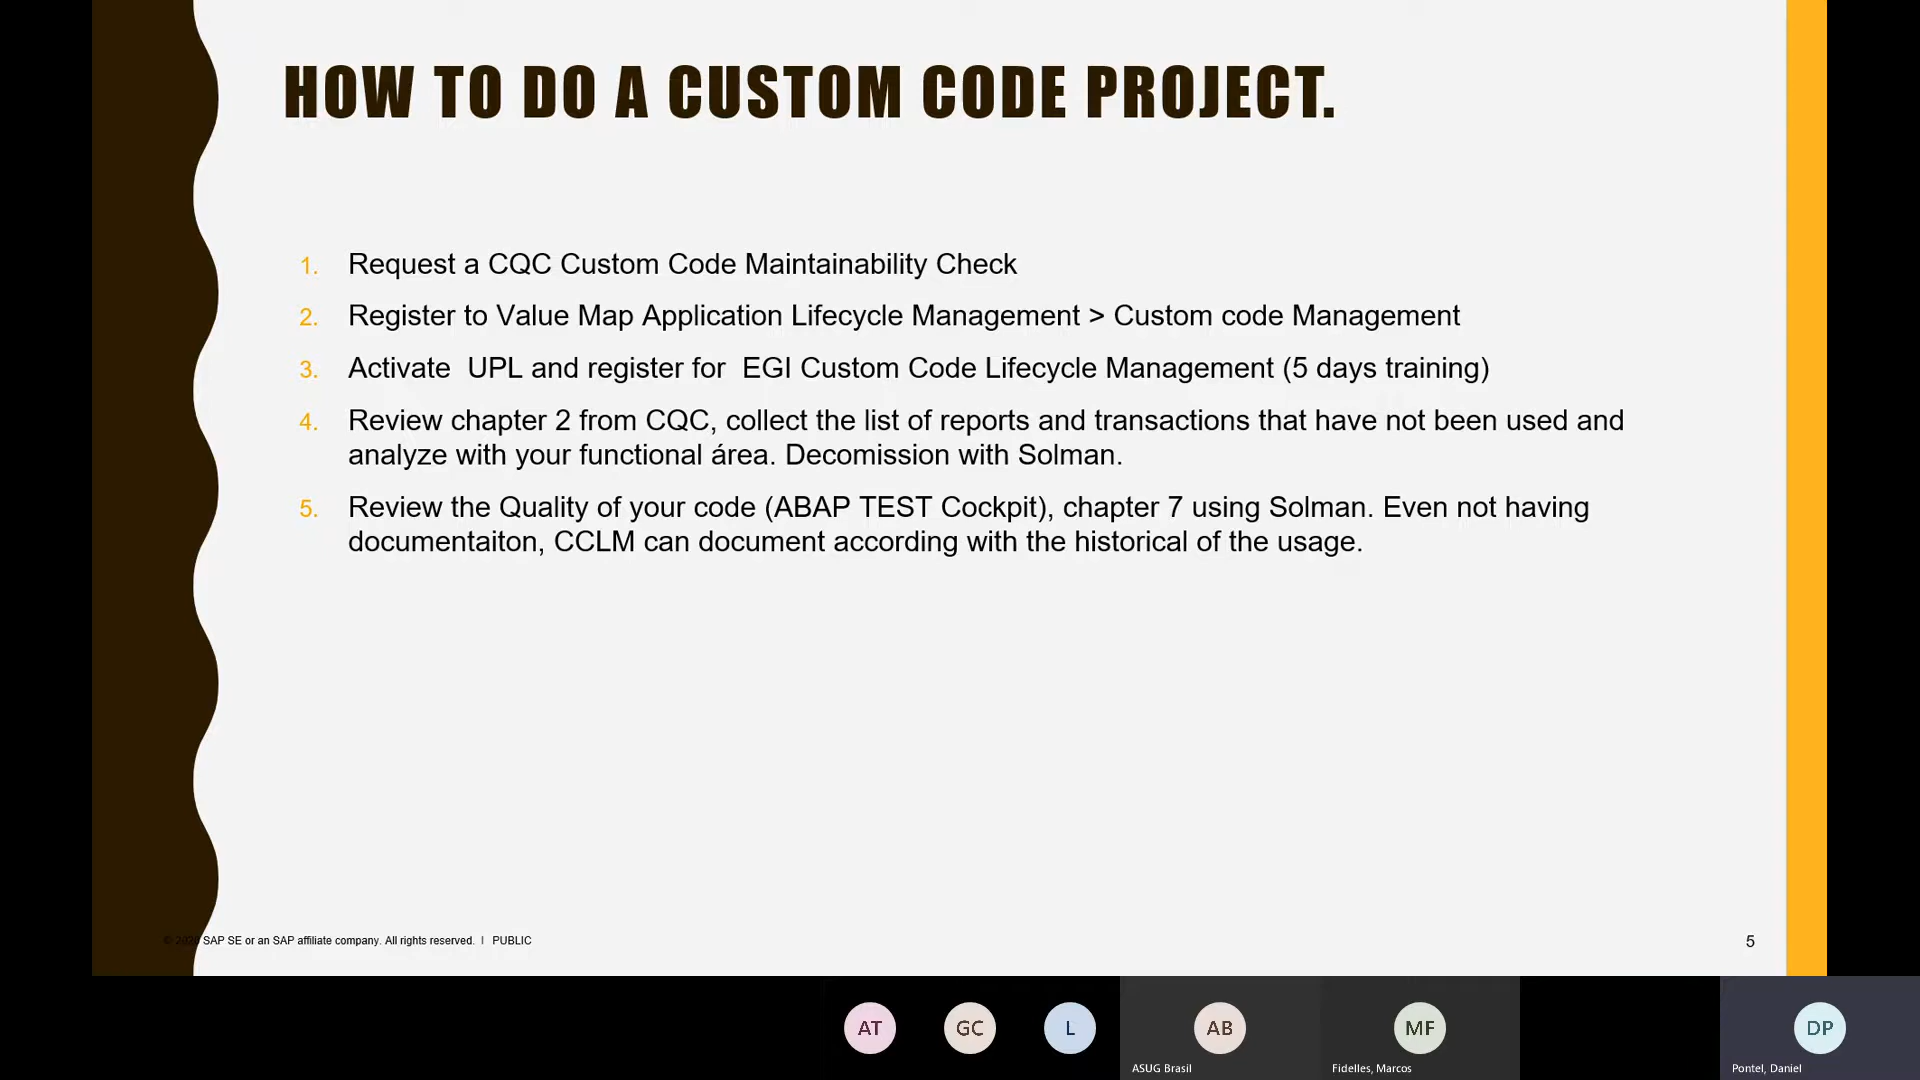 HOW TO DO A CUSTOM CODE PROJECT.
1. Request a CQC Custom Code Maintainability Check
2. Register to Value Map Application Lifecycle Management > Custom code Management
3. Activate  UPL and register for  EGI Custom Code Lifecycle Management (5 days training)
4. Review chapter 2 from CQC, collect the list of reports and transactions that have not been used and
analyze with your functional área. Decomission with Solman.
5. Review the Quality of your code (ABAP TEST Cockpit), chapter 7 using Solman. Even not having
documentaiton, CCLM can document according with the historical of the usage.
SAP SE or an SAP affiliate company. All rights reserved. ǀ PUBLIC
5
AT GC L AB MF DP
ASUG Brasil Fidelles, Marcos Pontel, Daniel